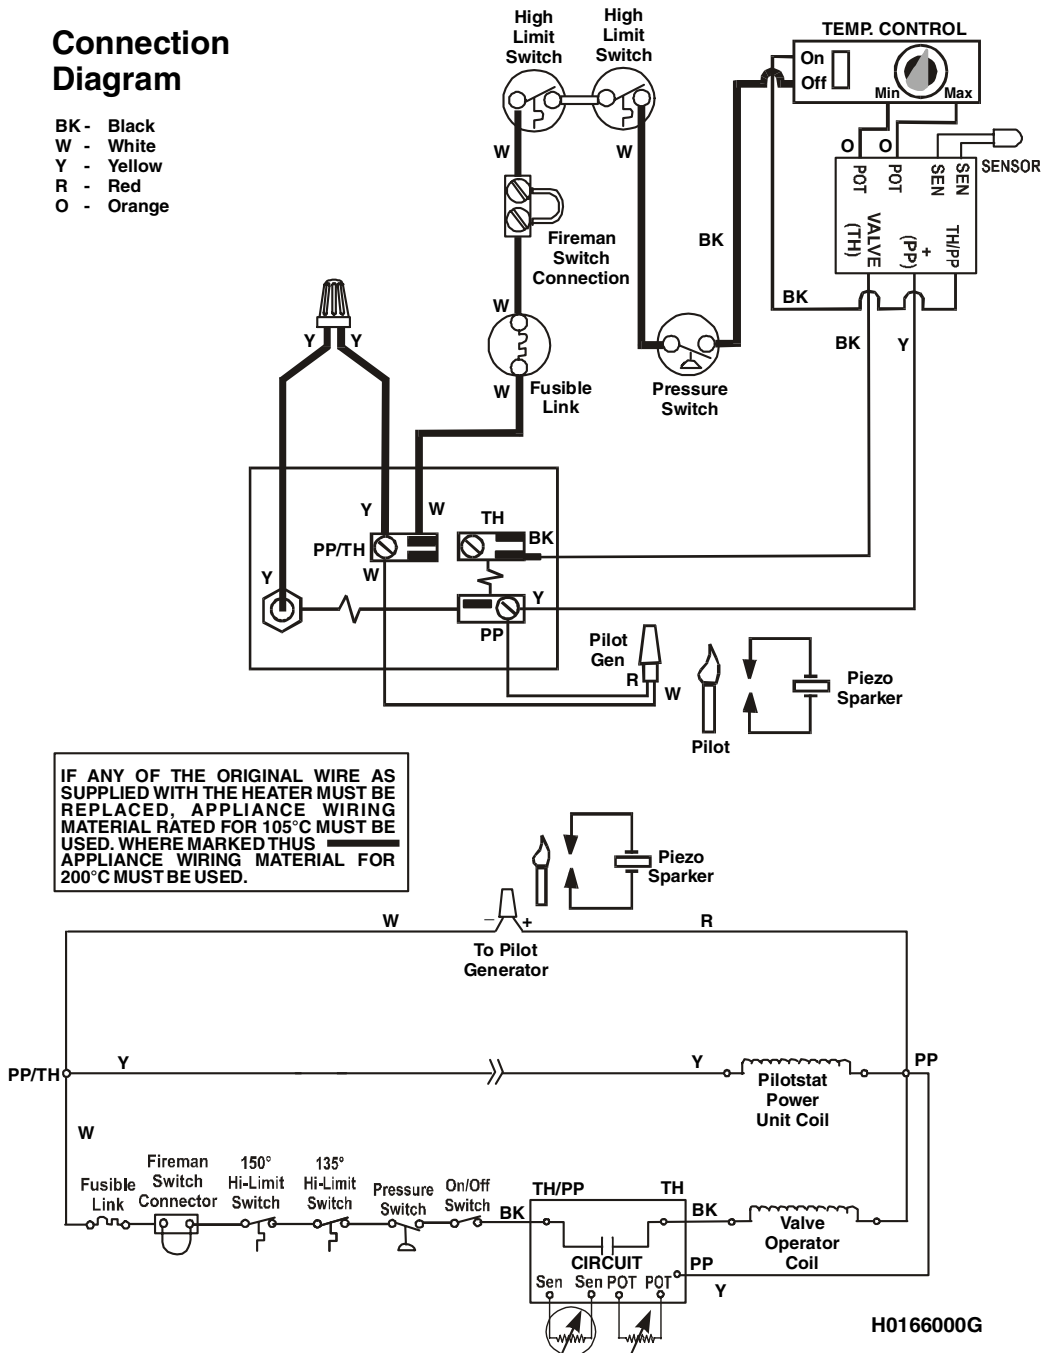 Connection
Diagram
BK - Black
W - White
Y - Yellow
R - Red
O - Orange
High
Limit
Switch
High
Limit
Switch
TEMP. CONTROL
On
Off
Min
Max
W
W
O
O
SENSOR
POT
POT
SEN
SEN
VALVE
(TH)
+
(PP)
TH/PP
Fireman
Switch
Connection
BK
BK
W
BK
Y
Y
Y
W
Fusible
Link
Pressure
Switch
Y
W
TH
BK
PP/TH
W
Y
Y
PP
Pilot
Gen
R
W
Pilot
Piezo
Sparker
IF ANY OF THE ORIGINAL WIRE AS
SUPPLIED WITH THE HEATER MUST BE
REPLACED, APPLIANCE WIRING
MATERIAL RATED FOR 105°C MUST BE
USED. WHERE MARKED THUS
APPLIANCE WIRING MATERIAL FOR
200°C MUST BE USED.
Piezo
Sparker
W
– +
R
To Pilot
Generator
PP/TH
Y
Y
PP
Pilotstat
Power
Unit Coil
W
Fusible
Link
Fireman
Switch
Connector
150°
Hi-Limit
Switch
135°
Hi-Limit
Switch
Pressure
Switch
On/Off
Switch
BK
TH/PP
TH
BK
Valve
Operator
Coil
CIRCUIT
PP
Y
Sen
Sen
POT
POT
H0166000G